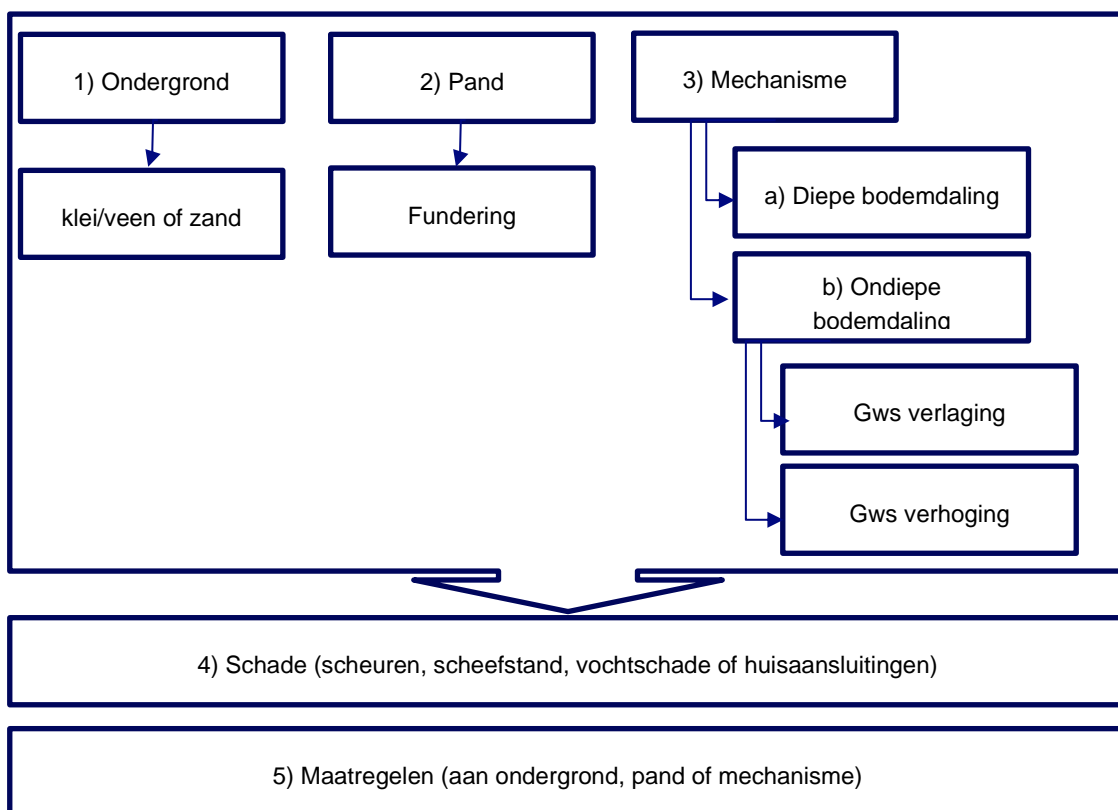 1) Ondergrond
2) Pand
3) Mechanisme
klei/veen of zand
Fundering
a) Diepe bodemdaling
b) Ondiepe
bodemdaling
Gws verlaging
Gws verhoging
4) Schade (scheuren, scheefstand, vochtschade of huisaansluitingen)
5) Maatregelen (aan ondergrond, pand of mechanisme)